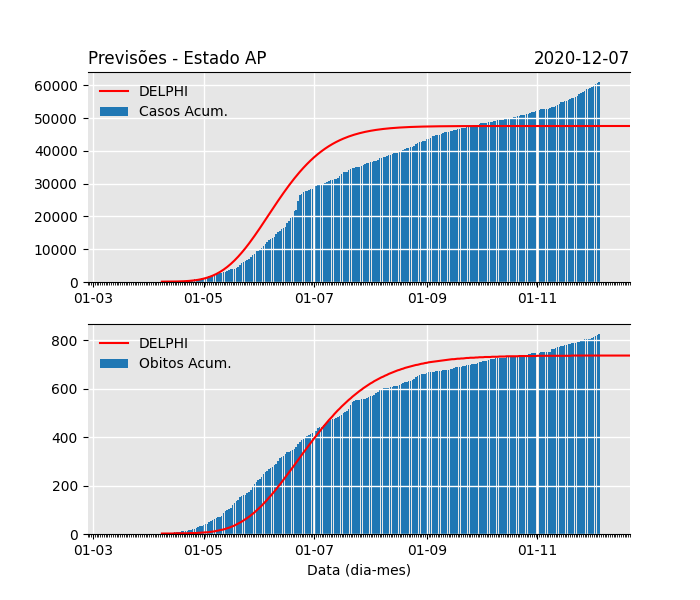 Previsões - Estado AP 2020-12-07
DELPHI
Casos Acum.
60000
50000
40000
30000
20000
10000
0
01-03 01-05 01-07 01-09 01-11
DELPHI
Obitos Acum.
800
600
400
200
0
01-03 01-05 01-07 01-09 01-11
Data (dia-mes)